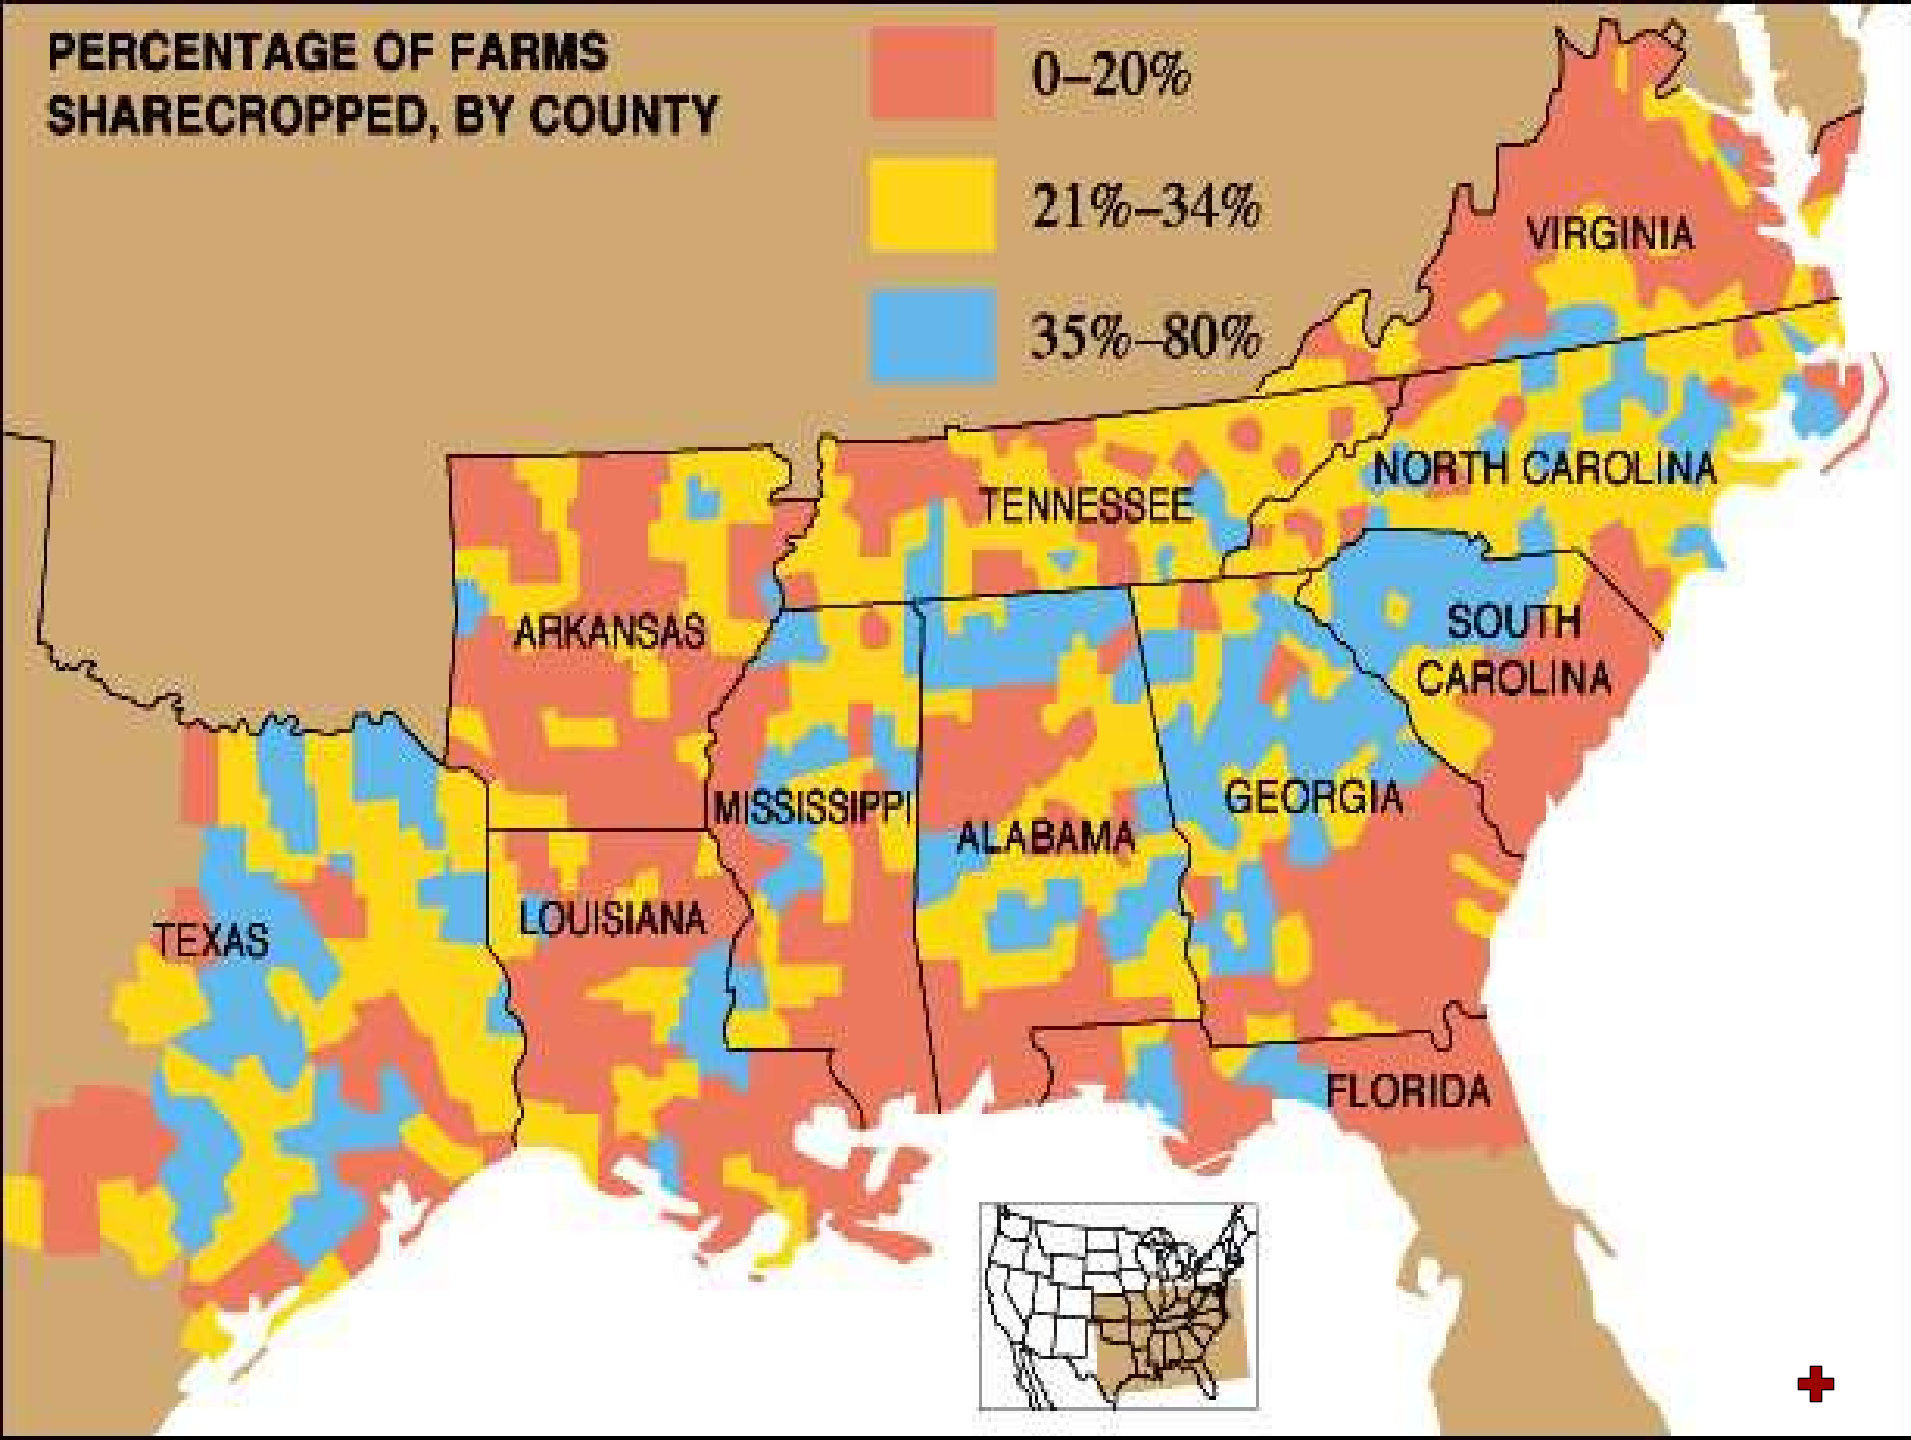 PERCENTAGE OF FARMS
SHARECROPPED, BY COUNTY
0–20%
21%–34%
35%–80%
VIRGINIA
NORTH CAROLINA
TENNESSEE
SOUTH
CAROLINA
ARKANSAS
MISSISSIPPI
ALABAMA
GEORGIA
LOUISIANA
TEXAS
FLORIDA